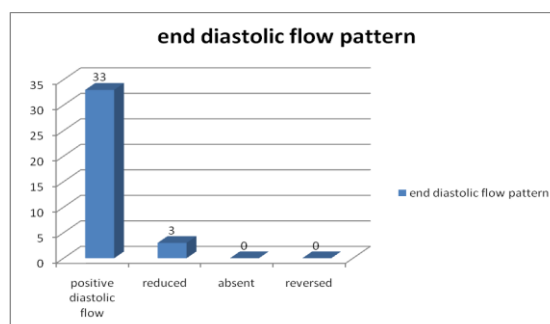 end diastolic flow pattern
35
30
25
20
15
10
5
0
33
3
0
0
positive diastolic flow
reduced
absent
reversed
end diastolic flow pattern